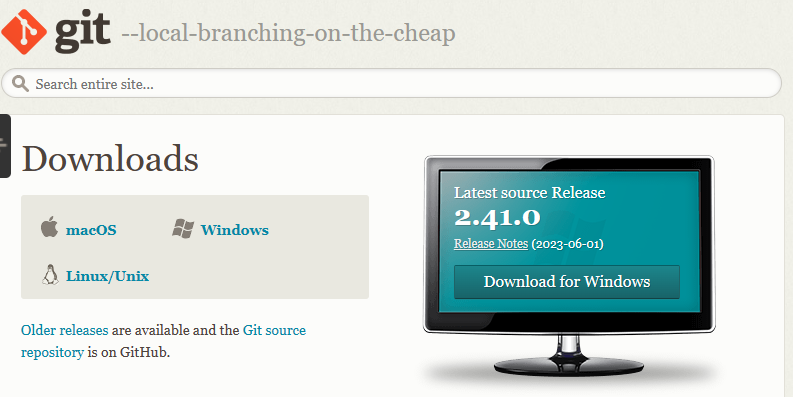 git --local-branching-on-the-cheap
Search entire site...
Downloads
macOS
Windows
Linux/Unix
Older releases are available and the Git source
repository is on GitHub.
Latest source Release
2.41.0
Release Notes (2023-06-01)
Download for Windows